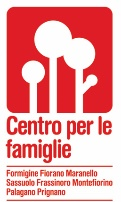 Centro per le
famiglie
Formigine Fiorano Maranello
Sassuolo Frassinoro Montefiorino
Palagano Prignano